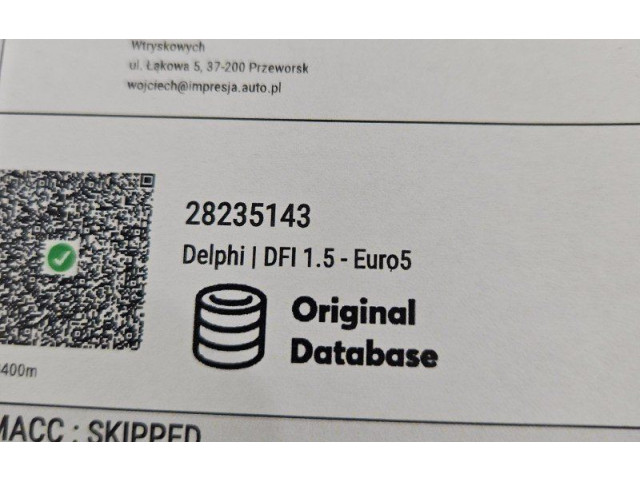 Wtryskowych
ul. Łąkowa 5, 37-200 Przeworsk
wojciech@impresja.auto.pl
28235143
Delphi | DFI 1.5 - Euro5
Original
Database
400m
MACC : SKIPPED